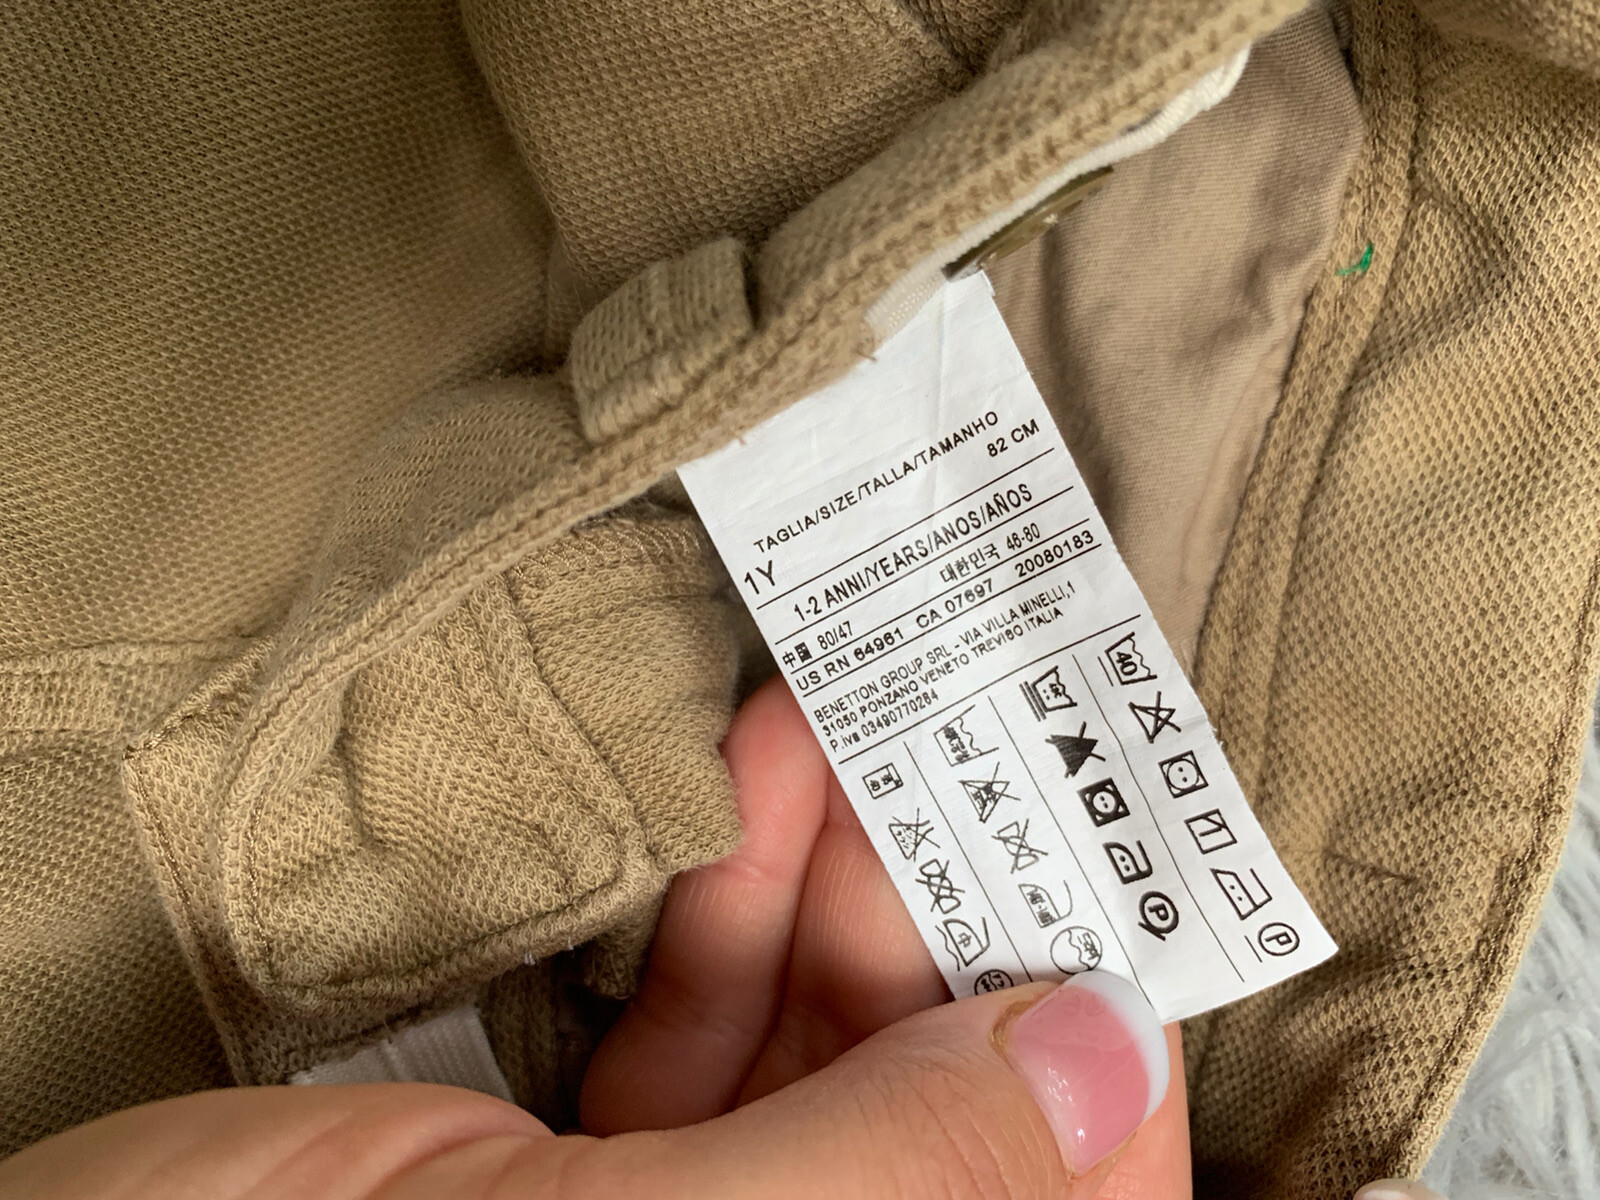 TAGLIA/SIZE/TALLA/TAMANHO
1Y 82 CM
1-2 ANNI/YEARS/ANOS/AÑOS
中国 80/47 대한민국 48-80
US RN 64961 CA 07697 20080183
BENETTON GROUP SRL - VIA VILLA MINELLI,1
31050 PONZANO VENETO TREVISO ITALIA
P.iva 03490770264
40
P
P